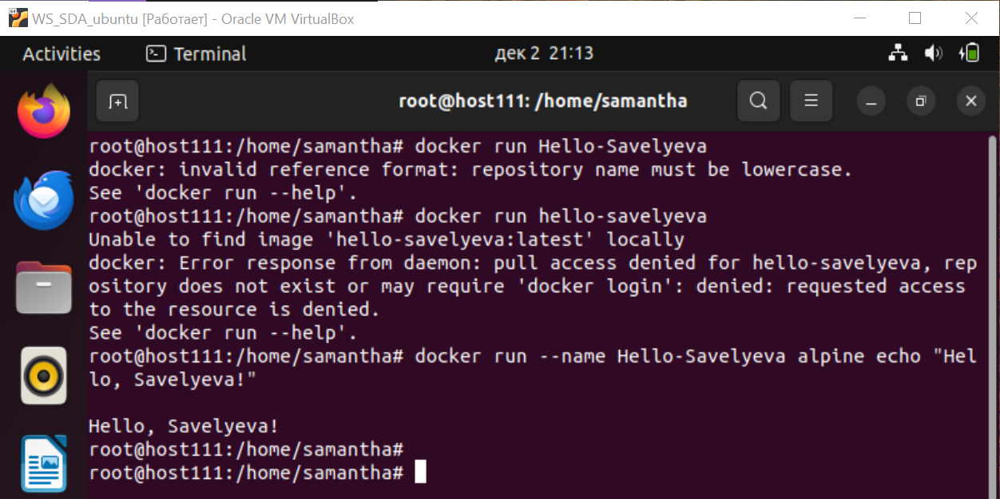 WS_SDA_ubuntu [Работает] - Oracle VM VirtualBox
Activities Terminal дек 2 21:13
root@host111: /home/samantha
root@host111:/home/samantha# docker run Hello-Savelyeva
docker: invalid reference format: repository name must be lowercase.
See 'docker run --help'.
root@host111:/home/samantha# docker run hello-savelyeva
Unable to find image 'hello-savelyeva:latest' locally
docker: Error response from daemon: pull access denied for hello-savelyeva, rep
ository does not exist or may require 'docker login': denied: requested access
to the resource is denied.
See 'docker run --help'.
root@host111:/home/samantha# docker run --name Hello-Savelyeva alpine echo "Hel
lo, Savelyeva!"
Hello, Savelyeva!
root@host111:/home/samantha#
root@host111:/home/samantha#